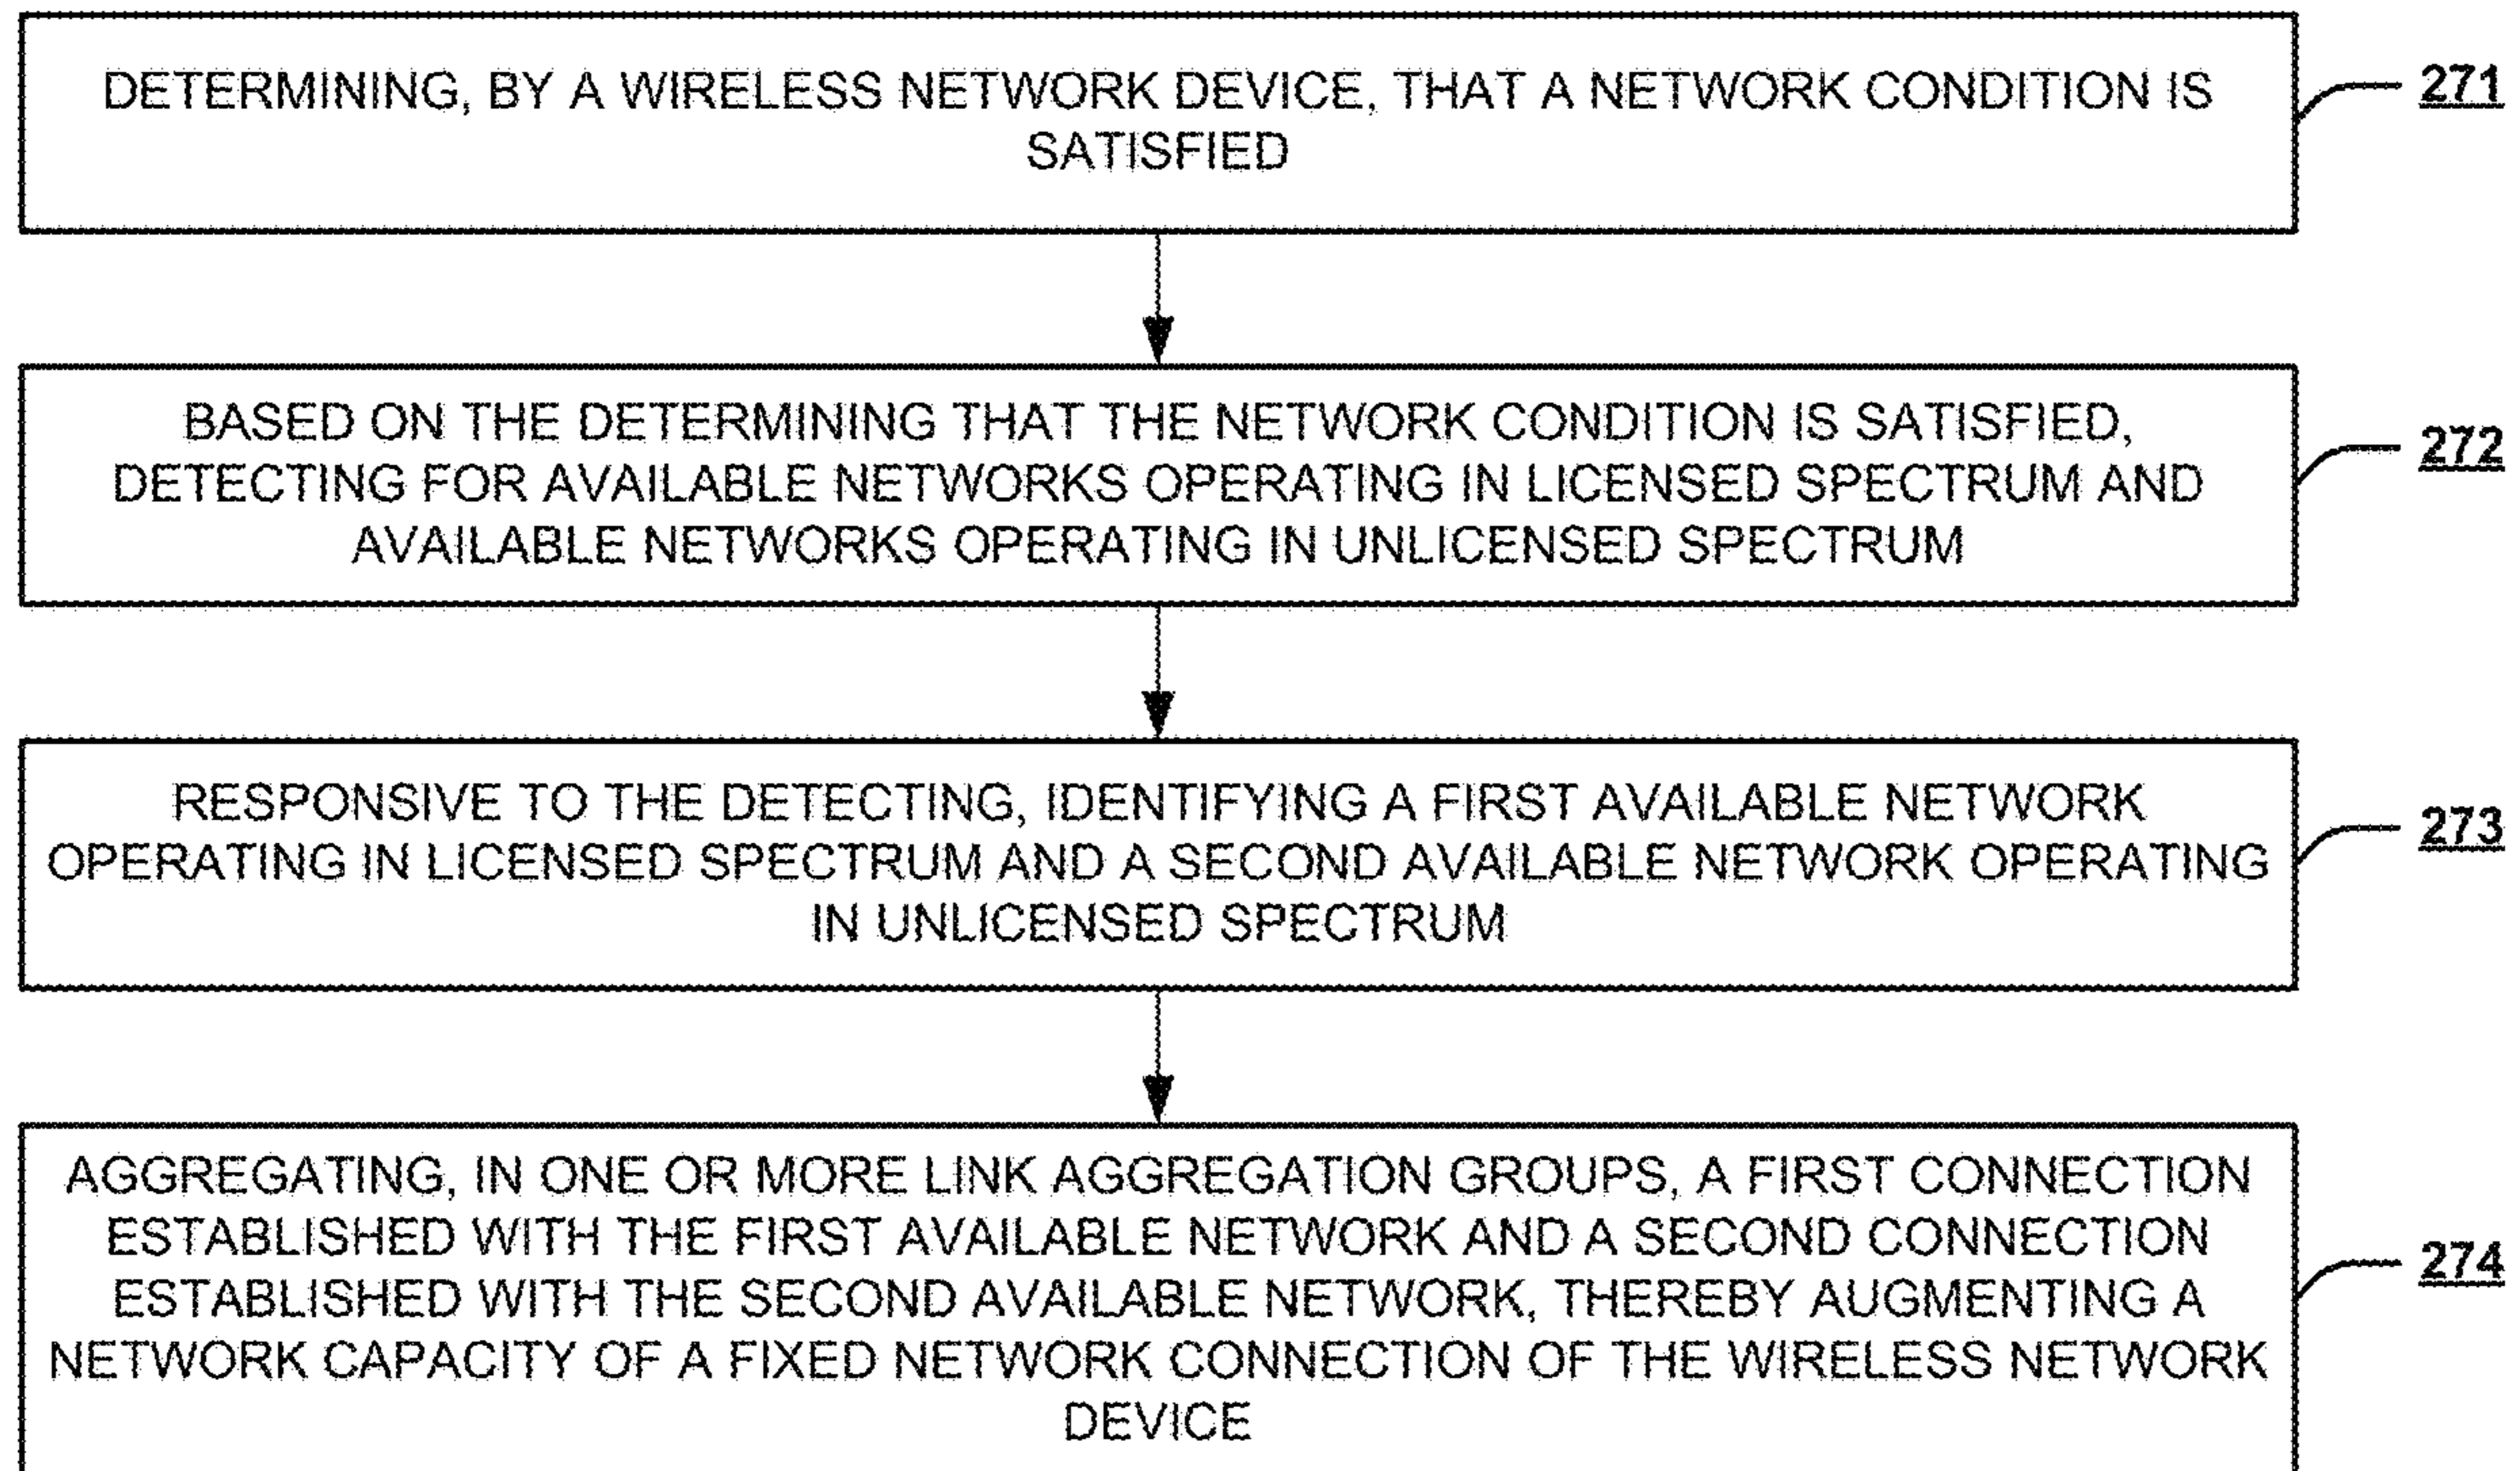 DETERMINING, BY A WIRELESS NETWORK DEVICE, THAT A NETWORK CONDITION IS
SATISFIED
271
BASED ON THE DETERMINING THAT THE NETWORK CONDITION IS SATISFIED,
DETECTING FOR AVAILABLE NETWORKS OPERATING IN LICENSED SPECTRUM AND
AVAILABLE NETWORKS OPERATING IN UNLICENSED SPECTRUM
272
RESPONSIVE TO THE DETECTING, IDENTIFYING A FIRST AVAILABLE NETWORK
OPERATING IN LICENSED SPECTRUM AND A SECOND AVAILABLE NETWORK OPERATING
IN UNLICENSED SPECTRUM
273
AGGREGATING, IN ONE OR MORE LINK AGGREGATION GROUPS, A FIRST CONNECTION
ESTABLISHED WITH THE FIRST AVAILABLE NETWORK AND A SECOND CONNECTION
ESTABLISHED WITH THE SECOND AVAILABLE NETWORK, THEREBY AUGMENTING A
NETWORK CAPACITY OF A FIXED NETWORK CONNECTION OF THE WIRELESS NETWORK
DEVICE
274